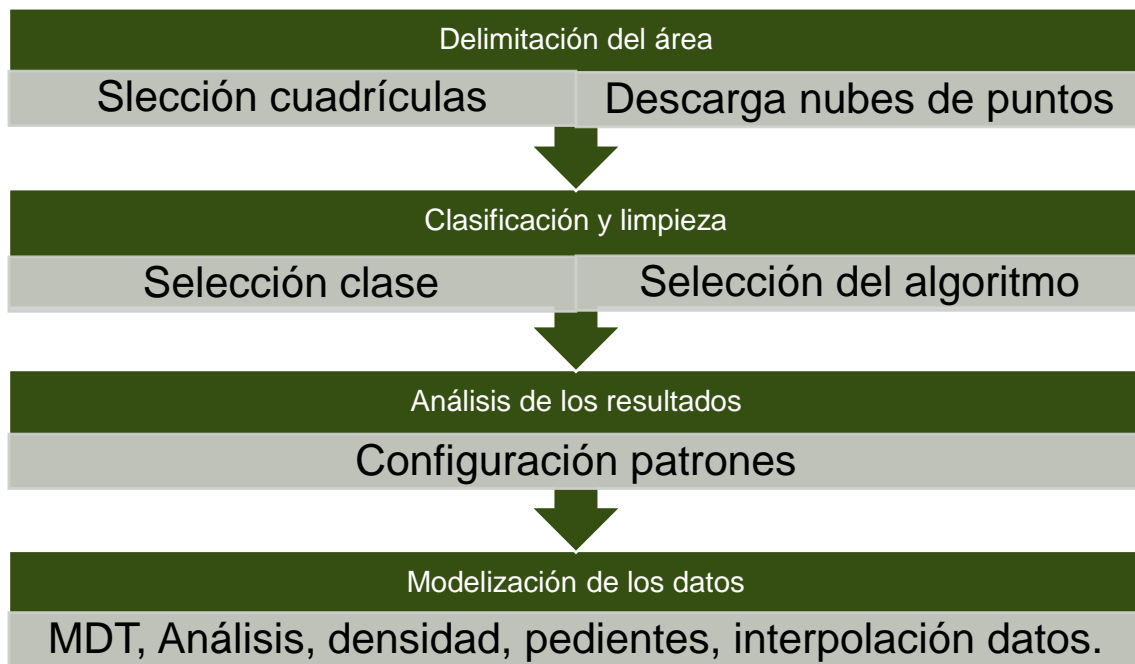 Delimitación del área
Slección cuadrículas
Descarga nubes de puntos
Clasificación y limpieza
Selección clase
Selección del algoritmo
Análisis de los resultados
Configuración patrones
Modelización de los datos
MDT, Análisis, densidad, pedientes, interpolación datos.